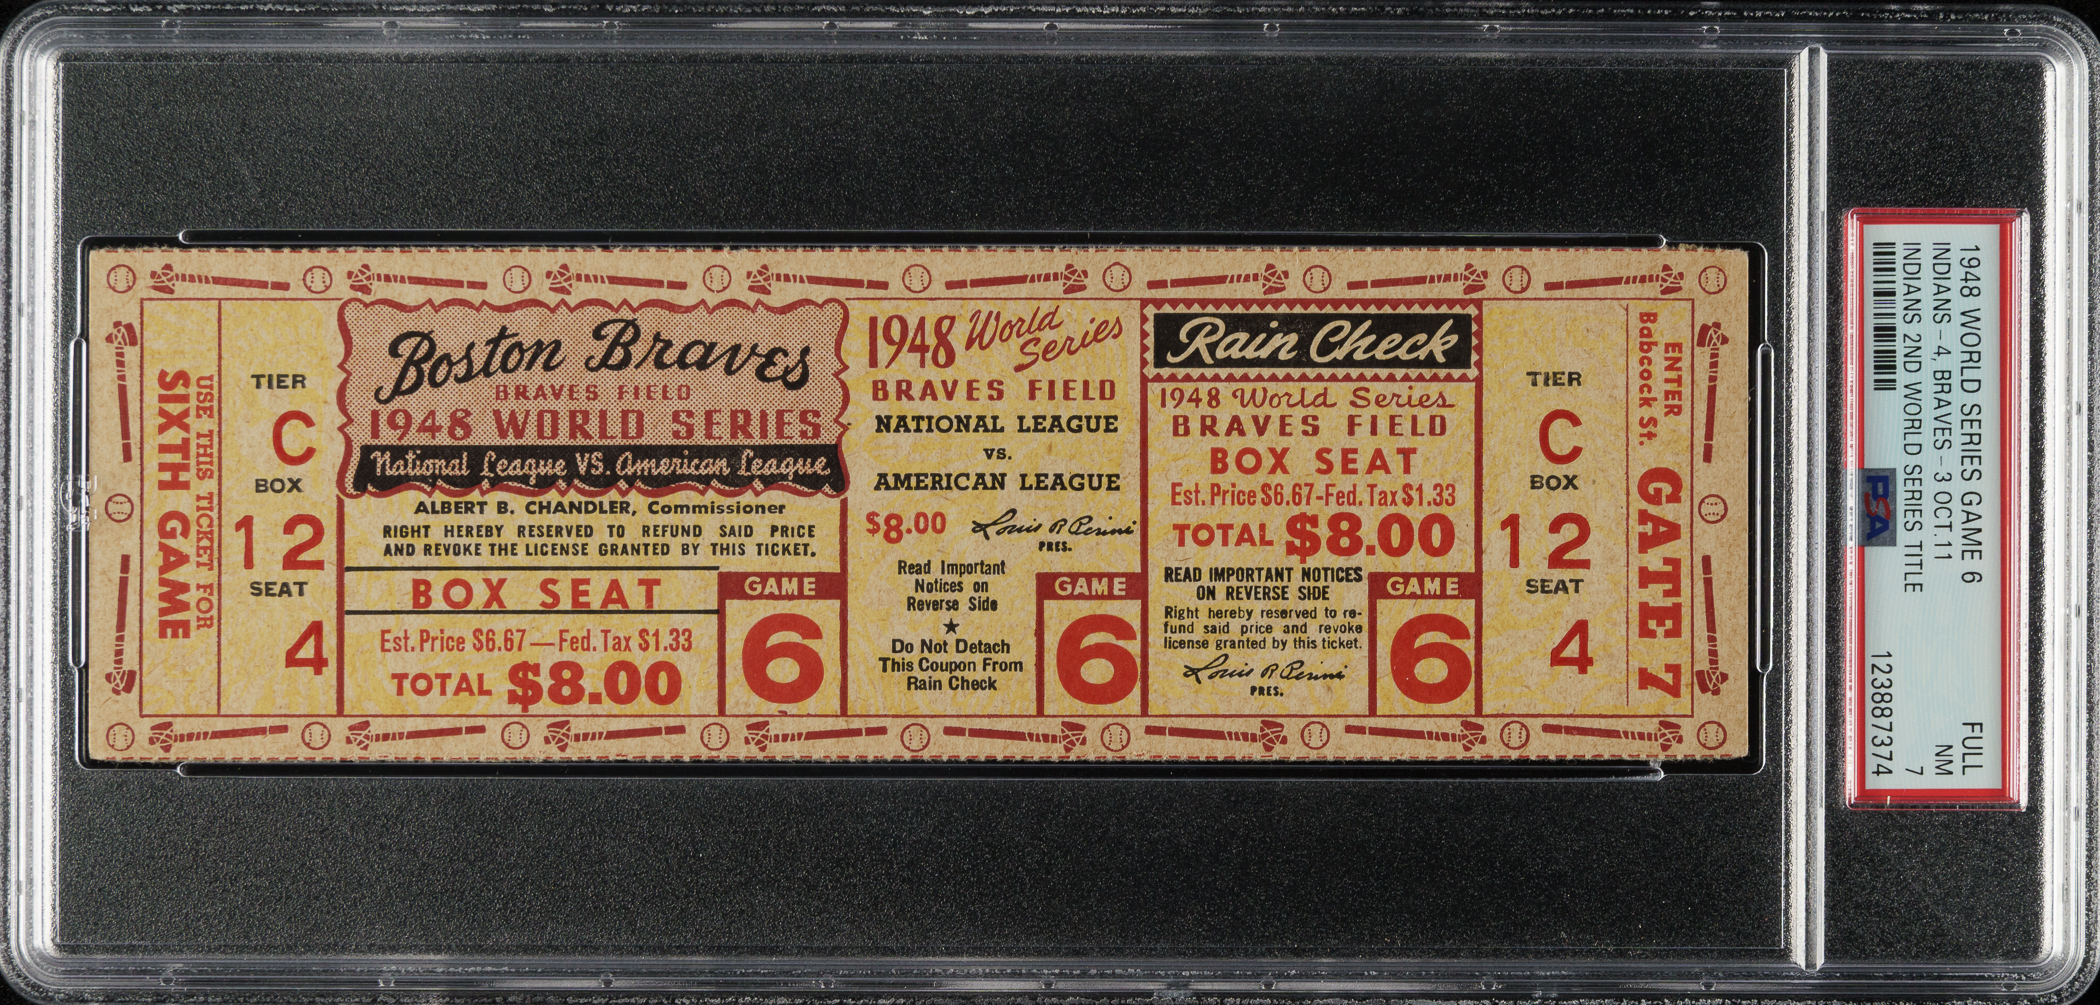 USE THIS TICKET FOR
SIXTH GAME
TIER
C
BOX
12
SEAT
4
Boston Braves
BRAVES FIELD
1948 WORLD SERIES
National League VS. American League
ALBERT B. CHANDLER, Commissioner
RIGHT HEREBY RESERVED TO REFUND SAID PRICE
AND REVOKE THE LICENSE GRANTED BY THIS TICKET.
BOX SEAT
Est. Price $6.67—Fed. Tax $1.33
TOTAL $8.00
GAME
6
1948 World Series
BRAVES FIELD
NATIONAL LEAGUE
vs.
AMERICAN LEAGUE
$8.00 Louis R. Perini
PRES.
Read Important
Notices on
Reverse Side
★
Do Not Detach
This Coupon From
Rain Check
GAME
6
Rain Check
1948 World Series
BRAVES FIELD
BOX SEAT
Est. Price $6.67-Fed. Tax $1.33
TOTAL $8.00
READ IMPORTANT NOTICES
ON REVERSE SIDE
Right hereby reserved to re-
fund said price and revoke
license granted by this ticket.
Louis R. Perini
PRES.
GAME
6
TIER
C
BOX
12
SEAT
4
ENTER
Babcock St.
GATE 7
1948 WORLD SERIES GAME 6 FULL
INDIANS - 4, BRAVES - 3 OCT.11 NM
INDIANS 2ND WORLD SERIES TITLE 7
PSA
123887374